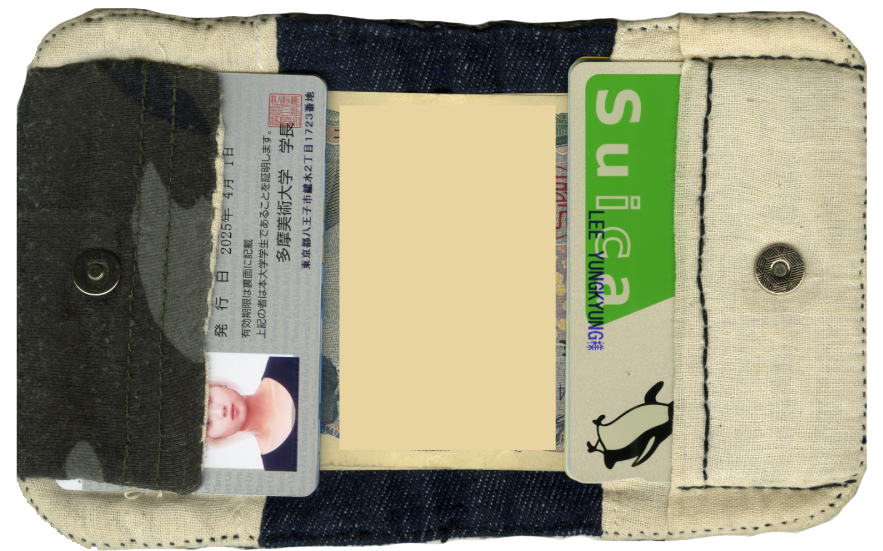 発行日 2025年 4月 1日
有効期限は裏面に記載
上記の者は本大学学生であることを証明します。
多摩美術大学 学長
東京都八王子市鑓水2丁目1723番地
Suica
LEE YUNGKYUNG様